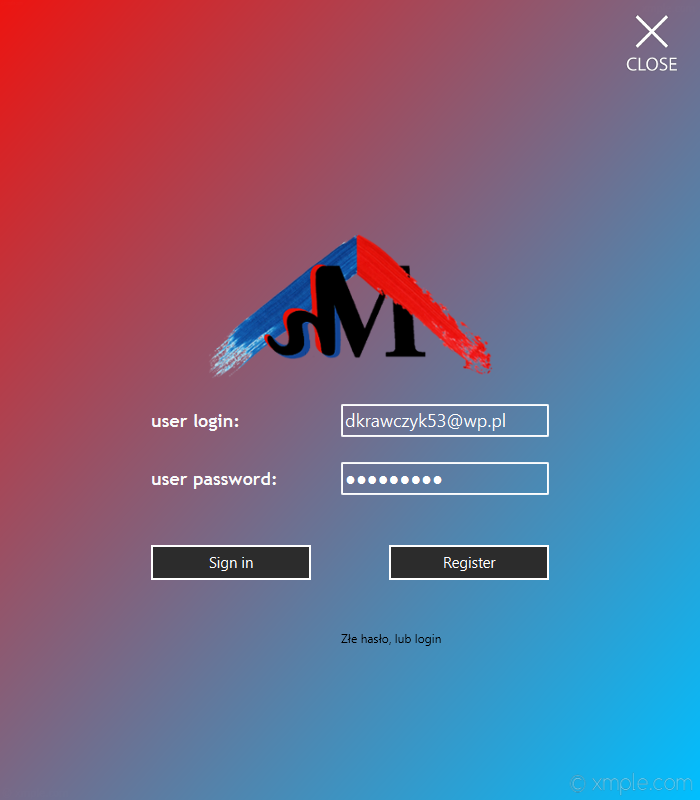 CLOSE
M
user login:
dkrawczyk53@wp.pl
user password:
●●●●●●●●●
Sign in
Register
Złe hasło, lub login
© xmple.com